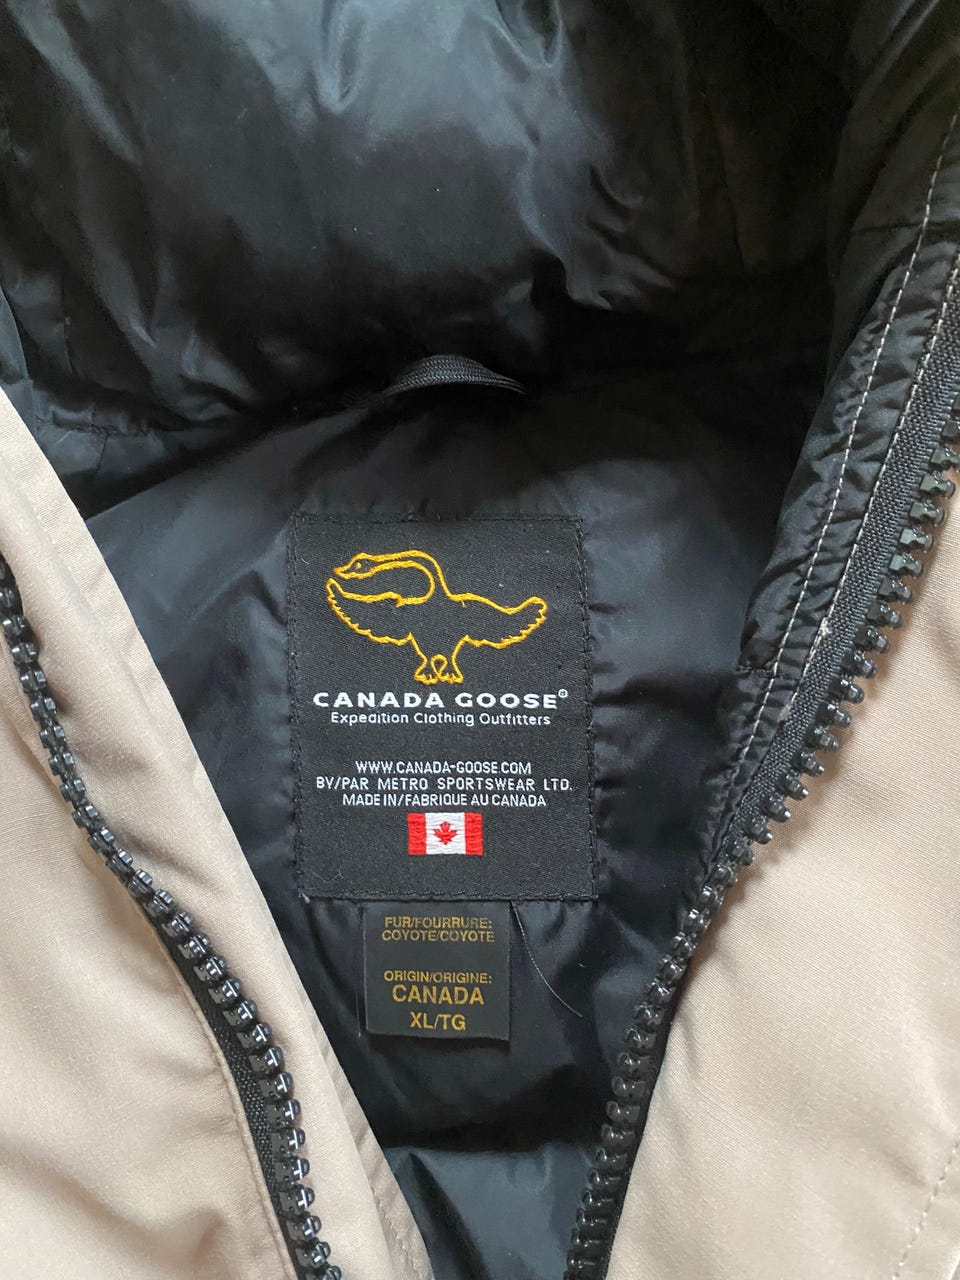 CANADA GOOSE®
Expedition Clothing Outfitters
WWW.CANADA-GOOSE.COM
BY/PAR METRO SPORTSWEAR LTD.
MADE IN/FABRIQUE AU CANADA
FUR/FOURRURE:
COYOTE/COYOTE
ORIGIN/ORIGINE:
CANADA
XL/TG